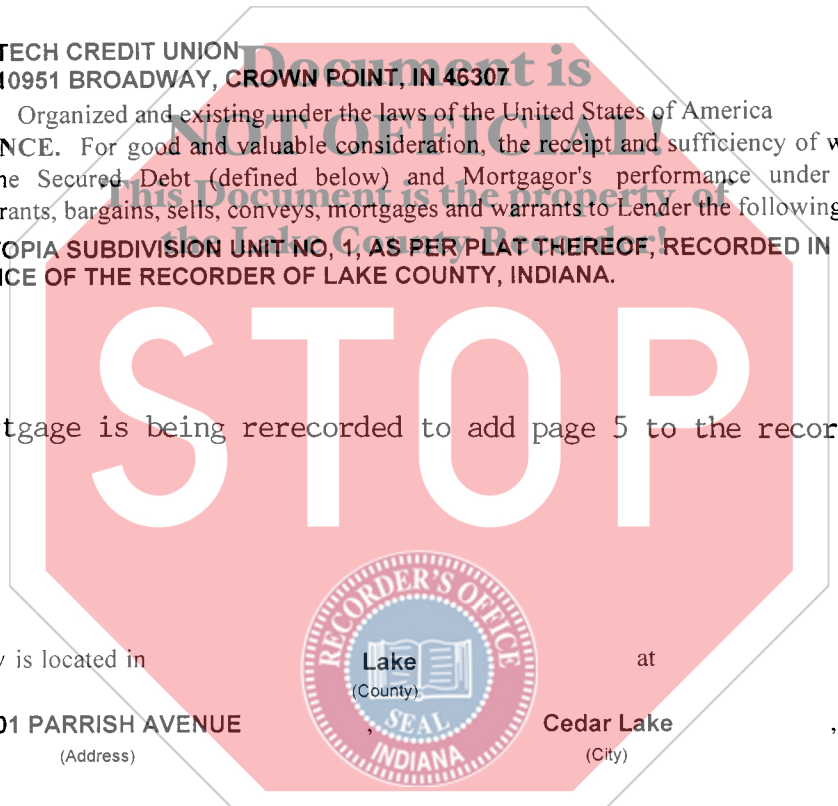 TECH CREDIT UNION
10951 BROADWAY, CROWN POINT, IN 46307
Document is
Organized and existing under the laws of the United States of America
NOT OFFICIAL!
NCE. For good and valuable consideration, the receipt and sufficiency of w
ne Secured Debt (defined below) and Mortgagor's performance under
This Document is the property of
rants, bargains, sells, conveys, mortgages and warrants to Lender the following
the Lake County Recorder!
OPIA SUBDIVISION UNIT NO, 1, AS PER PLAT THEREOF, RECORDED IN
ICE OF THE RECORDER OF LAKE COUNTY, INDIANA.
STOP
tgage is being rerecorded to add page 5 to the recor
RECORDER'S OFFICE
y is located in Lake at
(County)
01 PARRISH AVENUE , Cedar Lake ,
SEAL
(Address) (City)
INDIANA